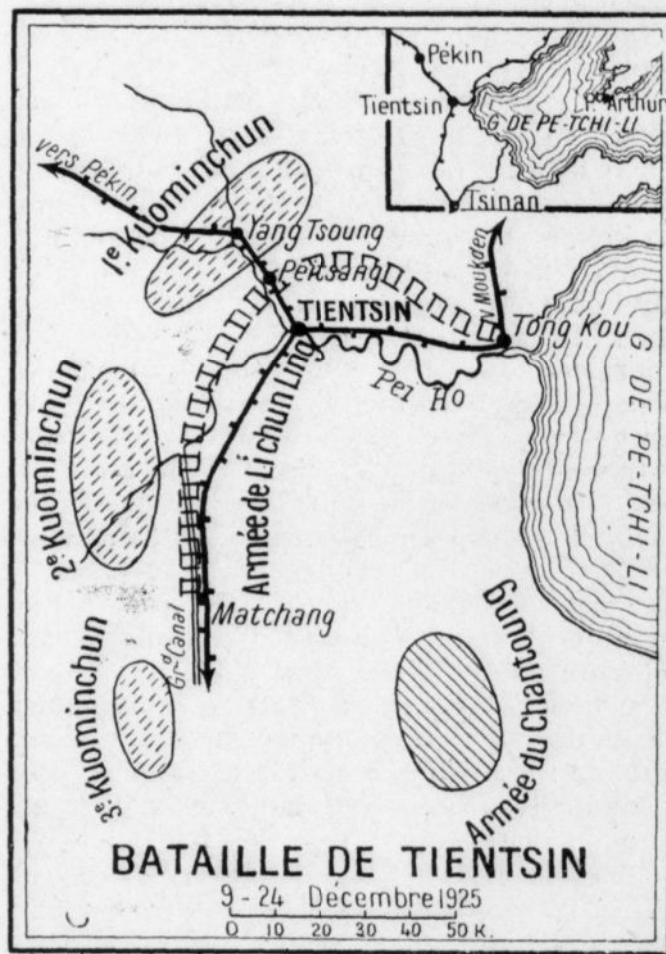 Pékin
Tientsin
Pt Arthur
G DE PE-TCHI-LI
Tsinan
vers Pékin
1e Kuominchun
Yang Tsoung
Peitsang
TIENTSIN
V Moukden
Tong Kou
Pei Ho
G DE PE-TCHI-LI
2e Kuominchun
Armée de Li chun Ling
Matchang
Gr.d Canal
3e Kuominchun
Armée du Chantoung
BATAILLE DE TIENTSIN
9-24 Décembre 1925
0 10 20 30 40 50 K.